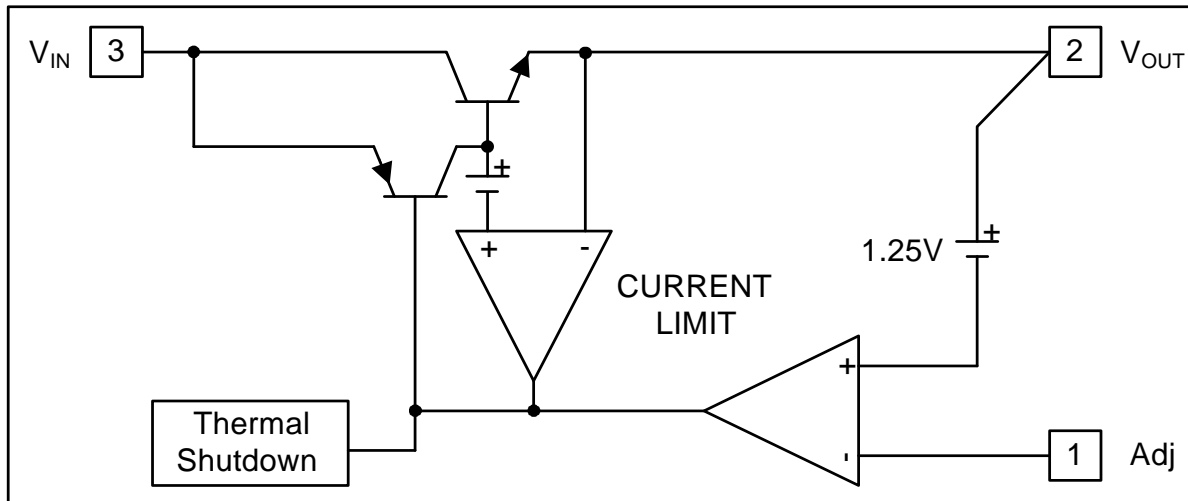 V_IN 3
2 V_OUT
±
+ -
1.25V
±
CURRENT
LIMIT
+
Thermal
Shutdown
-
1 Adj